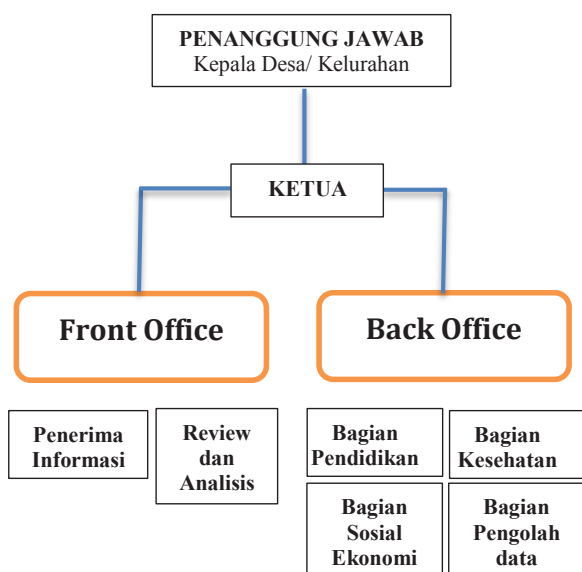 PENANGGUNG JAWAB
Kepala Desa/ Kelurahan
KETUA
Front Office
Back Office
Penerima
Informasi
Review
dan
Analisis
Bagian
Pendidikan
Bagian
Kesehatan
Bagian
Sosial
Ekonomi
Bagian
Pengolah
data